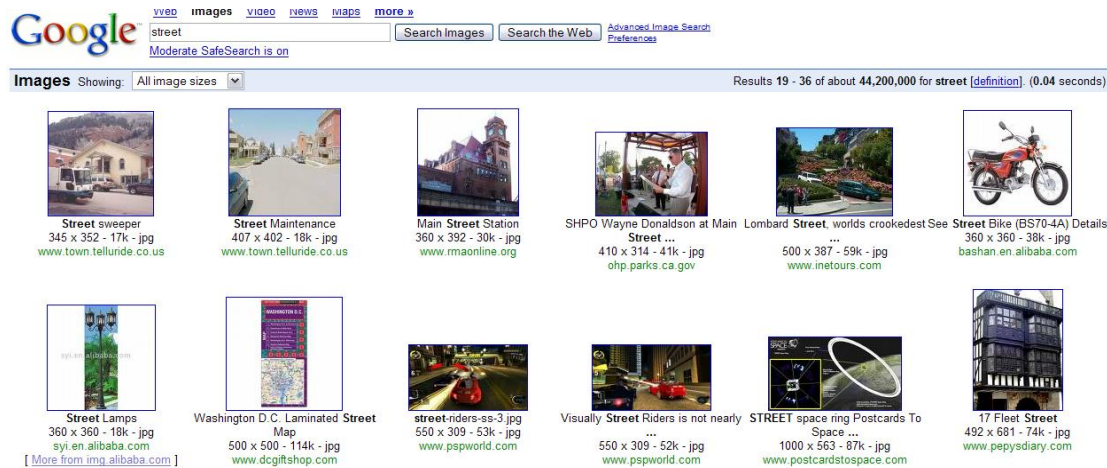 Web Images Video News Maps more »
Google
street
Search Images
Search the Web
Advanced Image Search
Preferences
Moderate SafeSearch is on
Images Showing: All image sizes
Results 19 - 36 of about 44,200,000 for street [definition]. (0.04 seconds)
Street sweeper
345 x 352 - 17k - jpg
www.town.telluride.co.us
Street Maintenance
407 x 402 - 18k - jpg
www.town.telluride.co.us
Main Street Station
360 x 392 - 30k - jpg
www.rmaonline.org
SHPO Wayne Donaldson at Main
Street ...
410 x 314 - 41k - jpg
ohp.parks.ca.gov
Lombard Street, worlds crookedest
...
500 x 387 - 59k - jpg
www.inetours.com
See Street Bike (BS70-4A) Details
360 x 360 - 38k - jpg
bashan.en.alibaba.com
syi.en.alibaba.com
Street Lamps
360 x 360 - 18k - jpg
syi.en.alibaba.com
[ More from img.alibaba.com ]
WASHINGTON D.C.
MAP
Washington D.C. Laminated Street
Map
500 x 500 - 114k - jpg
www.dcgiftshop.com
street-riders-ss-3.jpg
550 x 309 - 53k - jpg
www.pspworld.com
Visually Street Riders is not nearly
...
550 x 309 - 52k - jpg
www.pspworld.com
SPACE
STREET space ring Postcards To
Space ...
1000 x 563 - 87k - jpg
www.postcardstospace.com
17 Fleet Street
492 x 681 - 74k - jpg
www.pepysdiary.com